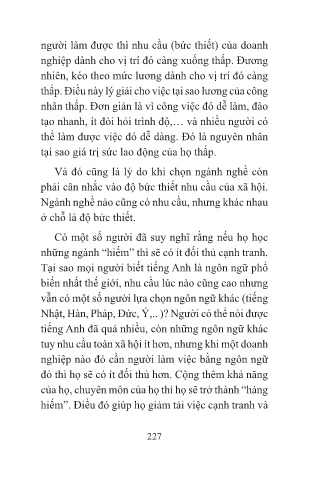 người làm được thì nhu cầu (bức thiết) của doanh
nghiệp dành cho vị trí đó càng xuống thấp. Đương
nhiên, kéo theo mức lương dành cho vị trí đó càng
thấp. Điều này lý giải cho việc tại sao lương của công
nhân thấp. Đơn giản là vì công việc đó dễ làm, đào
tạo nhanh, ít đòi hỏi trình độ,… và nhiều người có
thể làm được việc đó dễ dàng. Đó là nguyên nhân
tại sao giá trị sức lao động của họ thấp.
Và đó cũng là lý do khi chọn ngành nghề còn
phải cân nhắc vào độ bức thiết nhu cầu của xã hội.
Ngành nghề nào cũng có nhu cầu, nhưng khác nhau
ở chỗ là độ bức thiết.
Có một số người đã suy nghĩ rằng nếu họ học
những ngành “hiếm” thì sẽ có ít đối thủ cạnh tranh.
Tại sao mọi người biết tiếng Anh là ngôn ngữ phổ
biến nhất thế giới, nhu cầu lúc nào cũng cao nhưng
vẫn có một số người lựa chọn ngôn ngữ khác (tiếng
Nhật, Hàn, Pháp, Đức, Ý,.. )? Người có thể nói được
tiếng Anh đã quá nhiều, còn những ngôn ngữ khác
tuy nhu cầu toàn xã hội ít hơn, nhưng khi một doanh
nghiệp nào đó cần người làm việc bằng ngôn ngữ
đó thì họ sẽ có ít đối thủ hơn. Cộng thêm khả năng
của họ, chuyên môn của họ thì họ sẽ trở thành “hàng
hiếm”. Điều đó giúp họ giảm tải việc cạnh tranh và
227